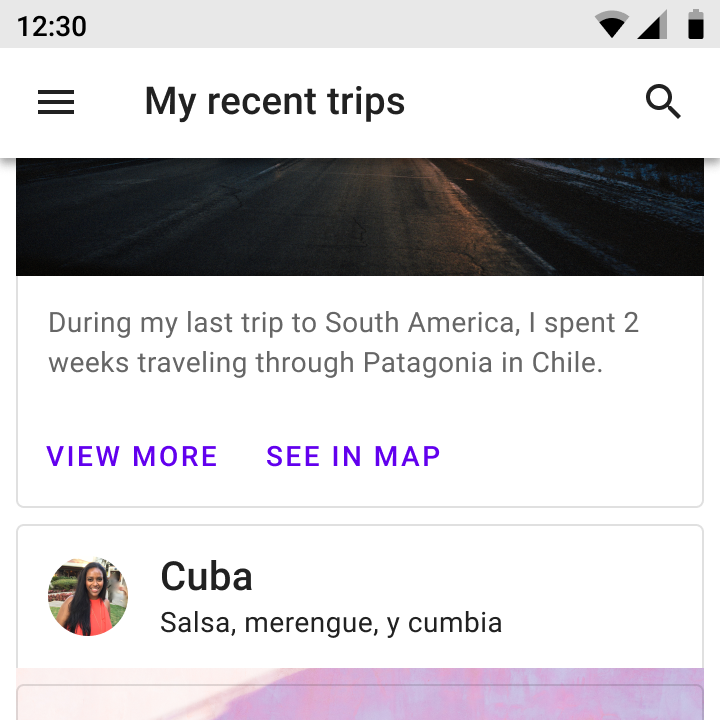 12:30
My recent trips
During my last trip to South America, I spent 2
weeks traveling through Patagonia in Chile.
VIEW MORE SEE IN MAP
Cuba
Salsa, merengue, y cumbia